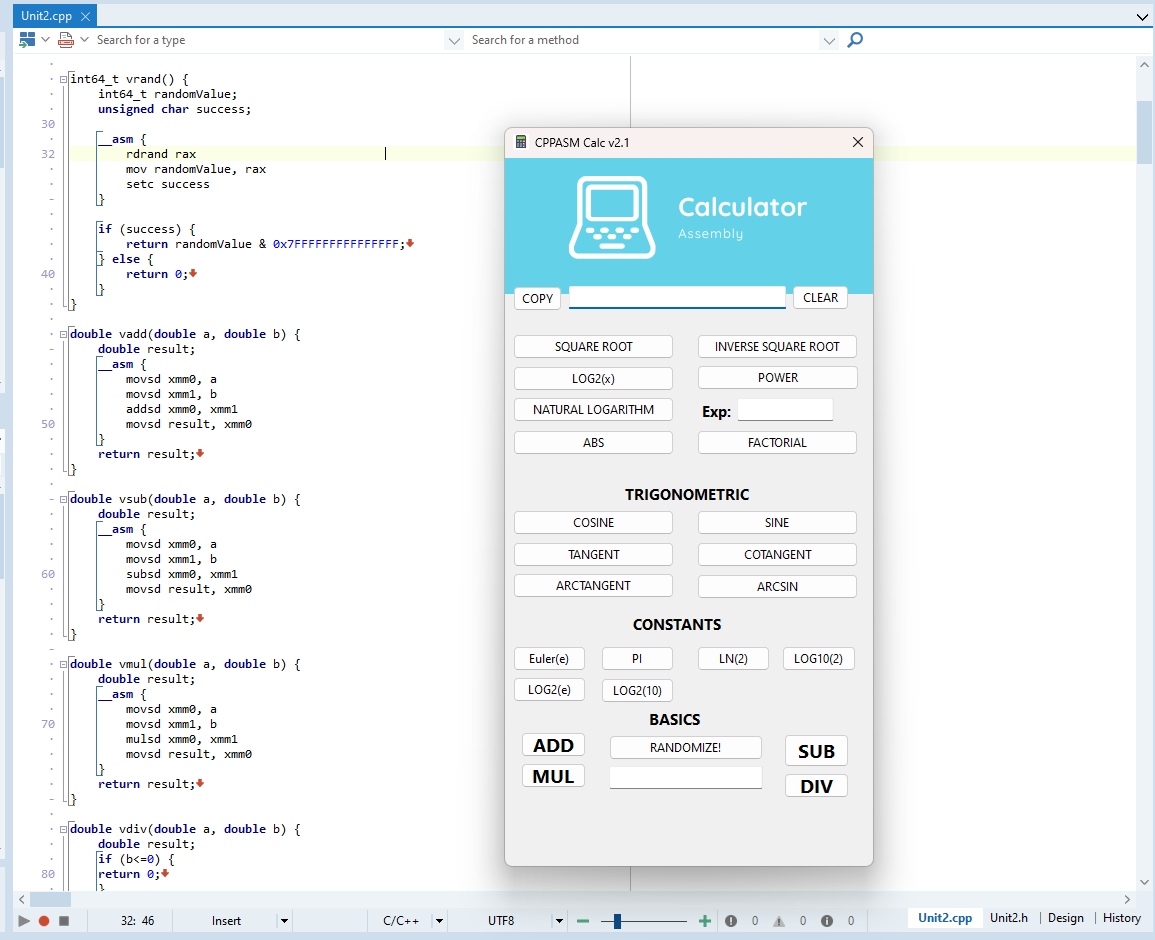 Unit2.cpp
Search for a type
Search for a method
int64_t vrand() {
int64_t randomValue;
unsigned char success;
30
__asm {
32
rdrand rax
mov randomValue, rax
setc success
}
if (success) {
return randomValue & 0x7FFFFFFFFFFFFFFF;
} else {
40
return 0;
}
}
double vadd(double a, double b) {
double result;
__asm {
movsd xmm0, a
movsd xmm1, b
addsd xmm0, xmm1
50
movsd result, xmm0
}
return result;
}
double vsub(double a, double b) {
double result;
__asm {
movsd xmm0, a
movsd xmm1, b
60
subsd xmm0, xmm1
movsd result, xmm0
}
return result;
}
double vmul(double a, double b) {
double result;
__asm {
movsd xmm0, a
70
movsd xmm1, b
mulsd xmm0, xmm1
movsd result, xmm0
}
return result;
}
double vdiv(double a, double b) {
double result;
if (b<=0) {
80
return 0;
}
CPPASM Calc v2.1
Calculator
Assembly
COPY
CLEAR
SQUARE ROOT
INVERSE SQUARE ROOT
LOG2(x)
POWER
NATURAL LOGARITHM
Exp:
ABS
FACTORIAL
TRIGONOMETRIC
COSINE
SINE
TANGENT
COTANGENT
ARCTANGENT
ARCSIN
CONSTANTS
Euler(e)
PI
LN(2)
LOG10(2)
LOG2(e)
LOG2(10)
BASICS
ADD
RANDOMIZE!
SUB
MUL
DIV
32: 46
Insert
C/C++
UTF8
0
0
0
Unit2.cpp
Unit2.h
Design
History